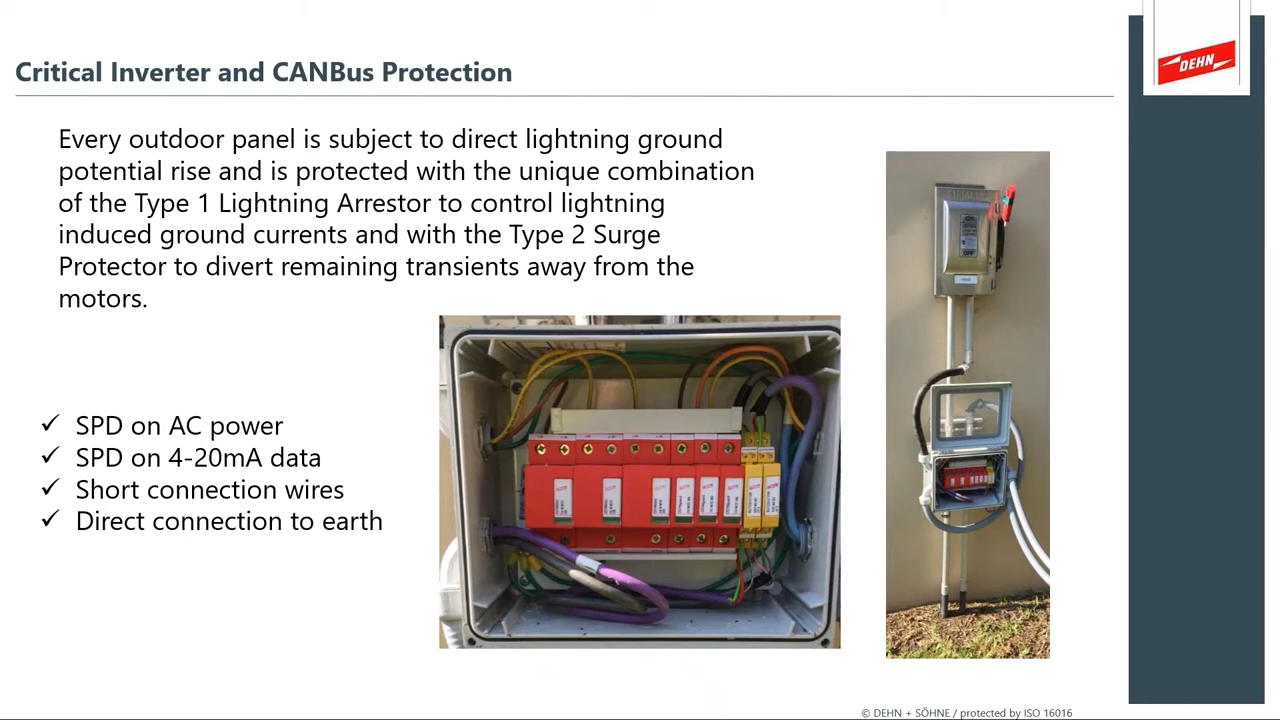 Critical Inverter and CANBus Protection
DEHN
Every outdoor panel is subject to direct lightning ground
potential rise and is protected with the unique combination
of the Type 1 Lightning Arrestor to control lightning
induced ground currents and with the Type 2 Surge
Protector to divert remaining transients away from the
motors.
✓ SPD on AC power
✓ SPD on 4-20mA data
✓ Short connection wires
✓ Direct connection to earth
ON
OFF
© DEHN + SÖHNE / protected by ISO 16016